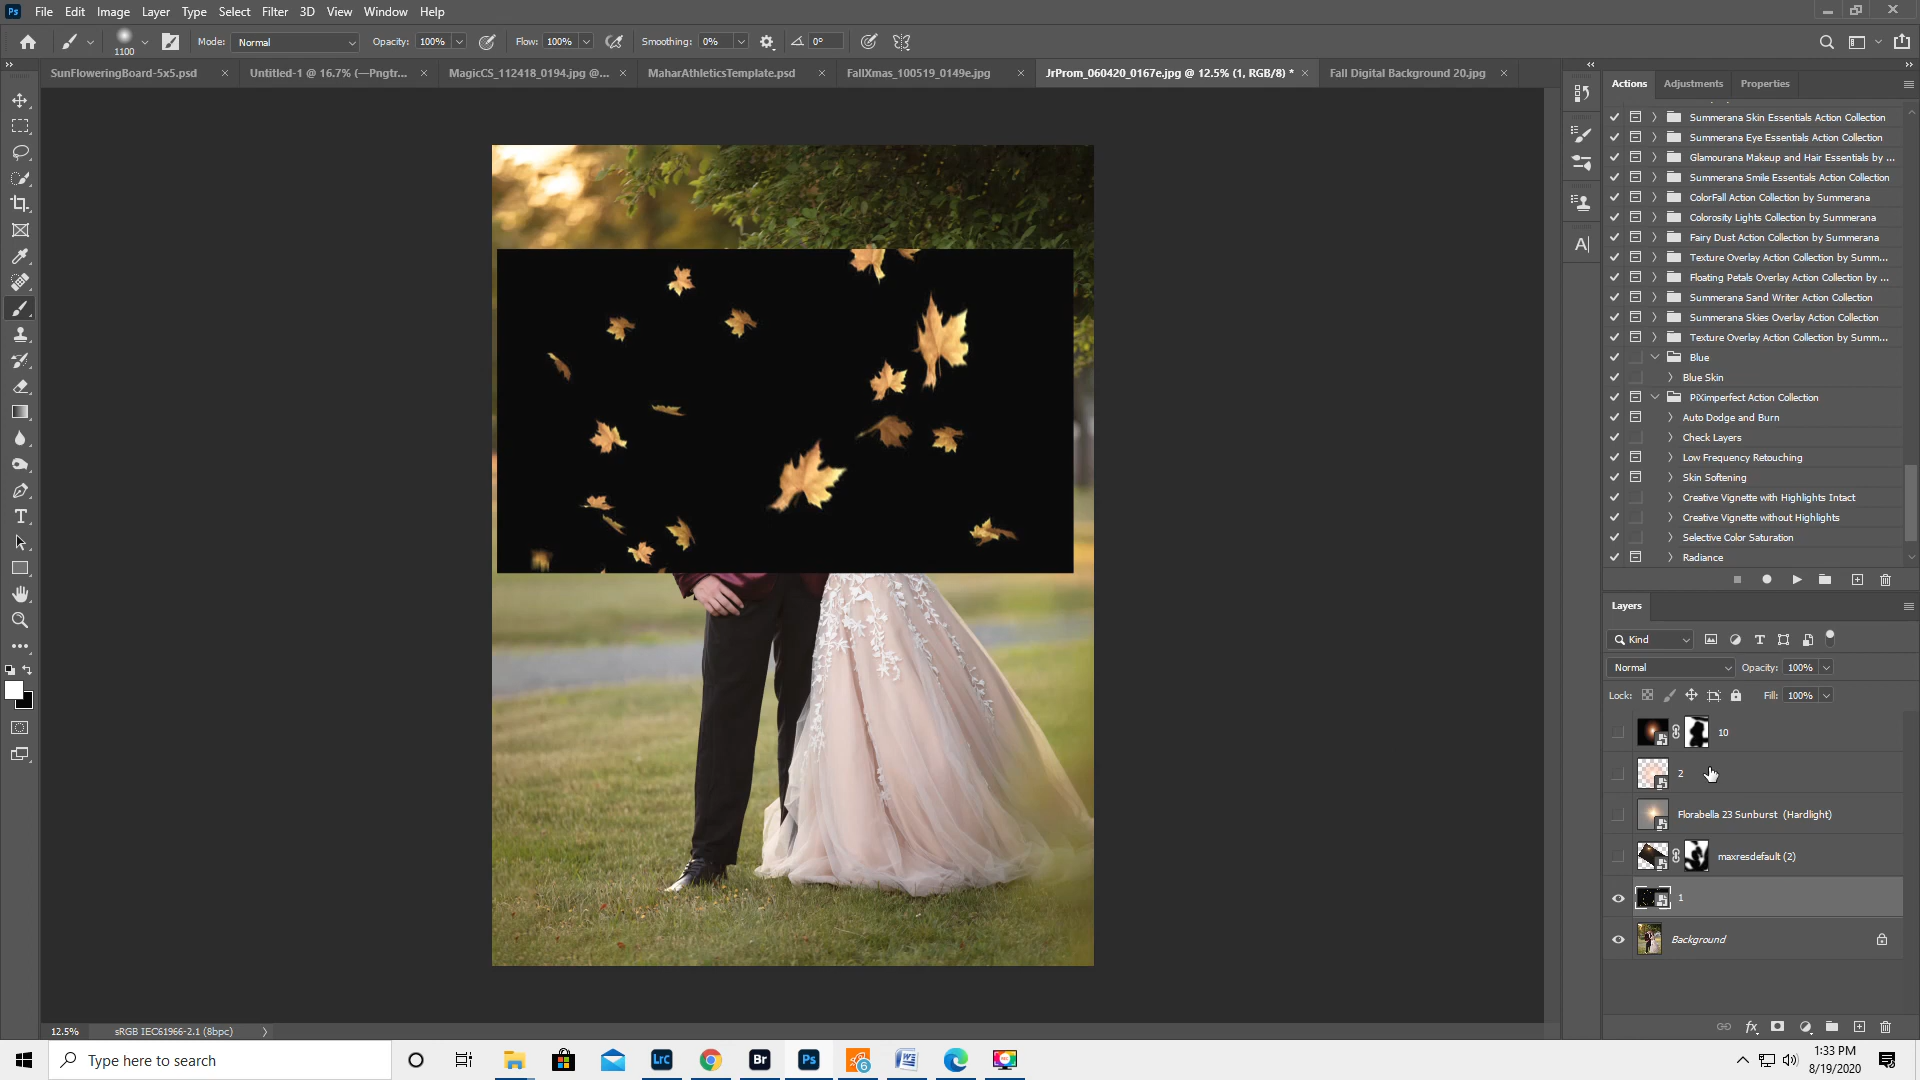 Ps File Edit Image Layer Type Select Filter 3D View Window Help
1100 Mode: Normal Opacity: 100% Flow: 100% Smoothing: 0% 0°
SunFloweringBoard-5x5.psd Untitled-1 @ 16.7% (—Pngtr... MagicCS_112418_0194.jpg @... MaharAthleticsTemplate.psd FallXmas_100519_0149e.jpg JrProm_060420_0167e.jpg @ 12.5% (1, RGB/8) * Fall Digital Background 20.jpg
Actions Adjustments Properties
Summerana Skin Essentials Action Collection
Summerana Eye Essentials Action Collection
Glamourana Makeup and Hair Essentials by ...
Summerana Smile Essentials Action Collection
ColorFall Action Collection by Summerana
Colorosity Lights Collection by Summerana
Fairy Dust Action Collection by Summerana
Texture Overlay Action Collection by Summ...
Floating Petals Overlay Action Collection by ...
Summerana Sand Writer Action Collection
Summerana Skies Overlay Action Collection
Texture Overlay Action Collection by Summ...
Blue
Blue Skin
PiXimperfect Action Collection
Auto Dodge and Burn
Check Layers
Low Frequency Retouching
Skin Softening
Creative Vignette with Highlights Intact
Creative Vignette without Highlights
Selective Color Saturation
Radiance
Layers
Kind
Normal Opacity: 100%
Lock: Fill: 100%
10
2
Florabella 23 Sunburst (Hardlight)
maxresdefault (2)
1
Background
12.5% sRGB IEC61966-2.1 (8bpc)
Type here to search
LrC Br Ps 6
1:33 PM
8/19/2020